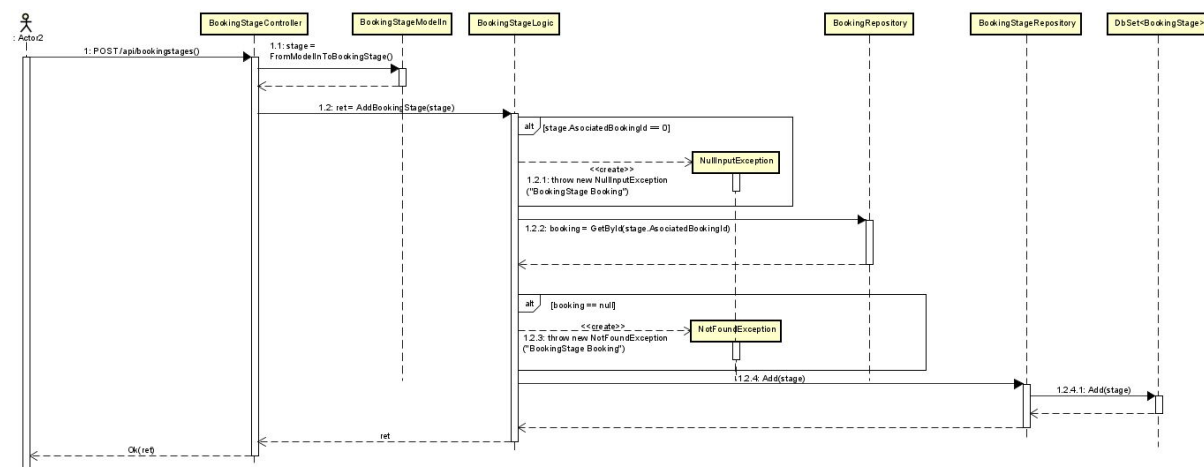 BookingStageController
BookingStageModelIn
BookingStageLogic
BookingRepository
BookingStageRepository
DbSet<BookingStage>
: Actor2
1: POST /api/bookingstages()
1.1: stage =
FromModelInToBookingStage()
1.2: ret = AddBookingStage(stage)
alt
[stage.AsociatedBookingId == 0]
NullInputException
<<create>>
1.2.1: throw new NullInputException
("BookingStage Booking")
1.2.2: booking = GetById(stage.AsociatedBookingId)
alt
[booking == null]
NotFoundException
<<create>>
1.2.3: throw new NotFoundException
("BookingStage Booking")
1.2.4: Add(stage)
1.2.4.1: Add(stage)
ret
Ok(ret)